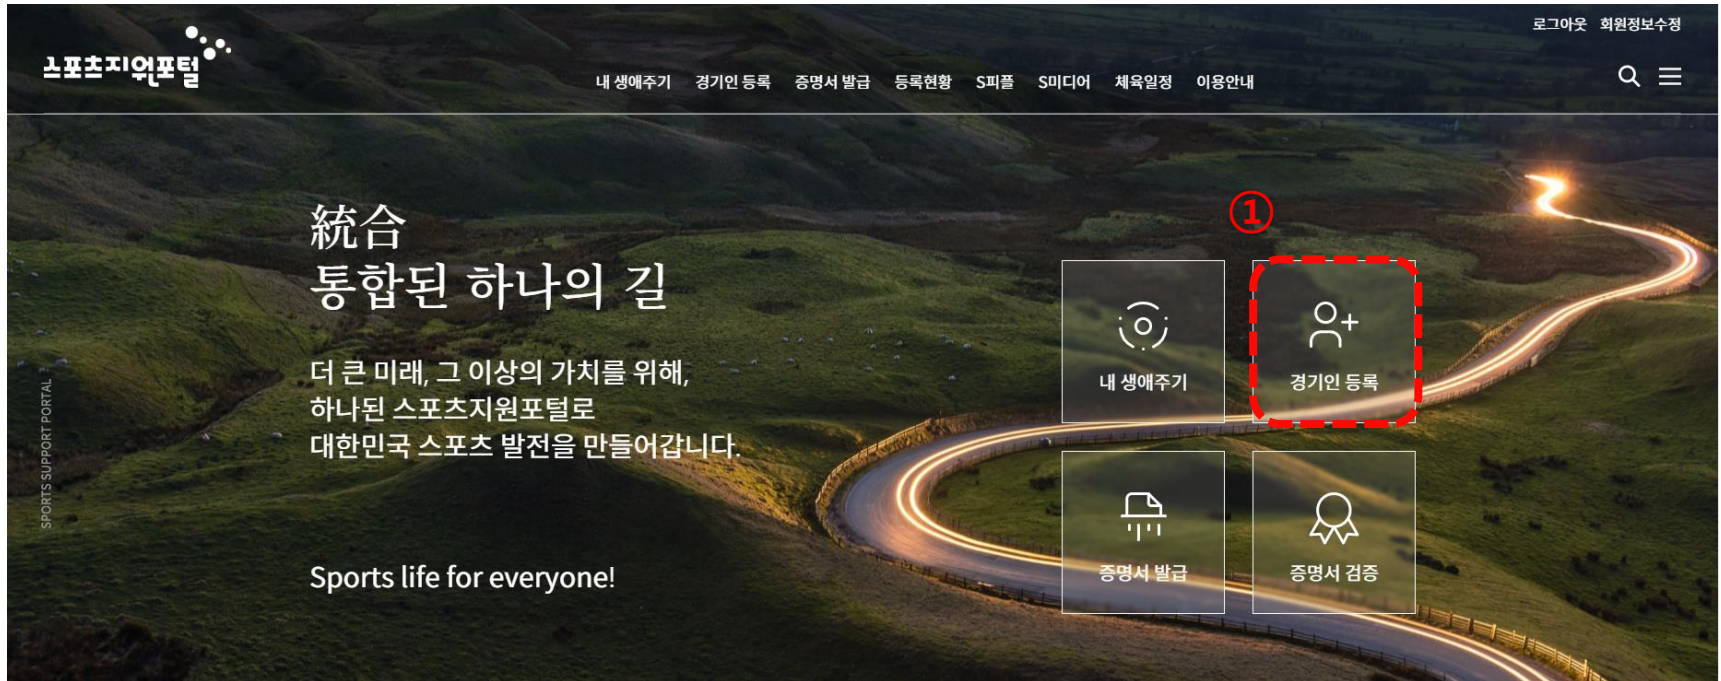 로그아웃 회원정보수정
스포츠지원포털
내 생애주기 경기인 등록 증명서 발급 등록현황 S피플 S미디어 체육일정 이용안내
統合
통합된 하나의 길
더 큰 미래, 그 이상의 가치를 위해,
하나된 스포츠지원포털로
대한민국 스포츠 발전을 만들어갑니다.
Sports life for everyone!
SPORTS SUPPORT PORTAL
①
내 생애주기
경기인 등록
증명서 발급
증명서 검증